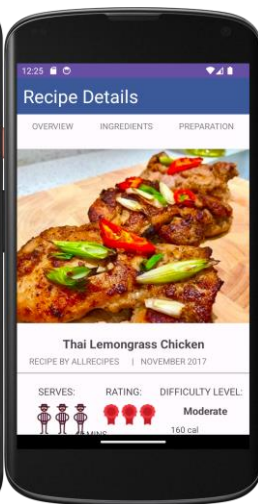 12:25
Recipe Details
OVERVIEW INGREDIENTS PREPARATION
Thai Lemongrass Chicken
RECIPE BY ALLRECIPES | NOVEMBER 2017
SERVES: RATING: DIFFICULTY LEVEL:
Moderate
MINS 160 cal